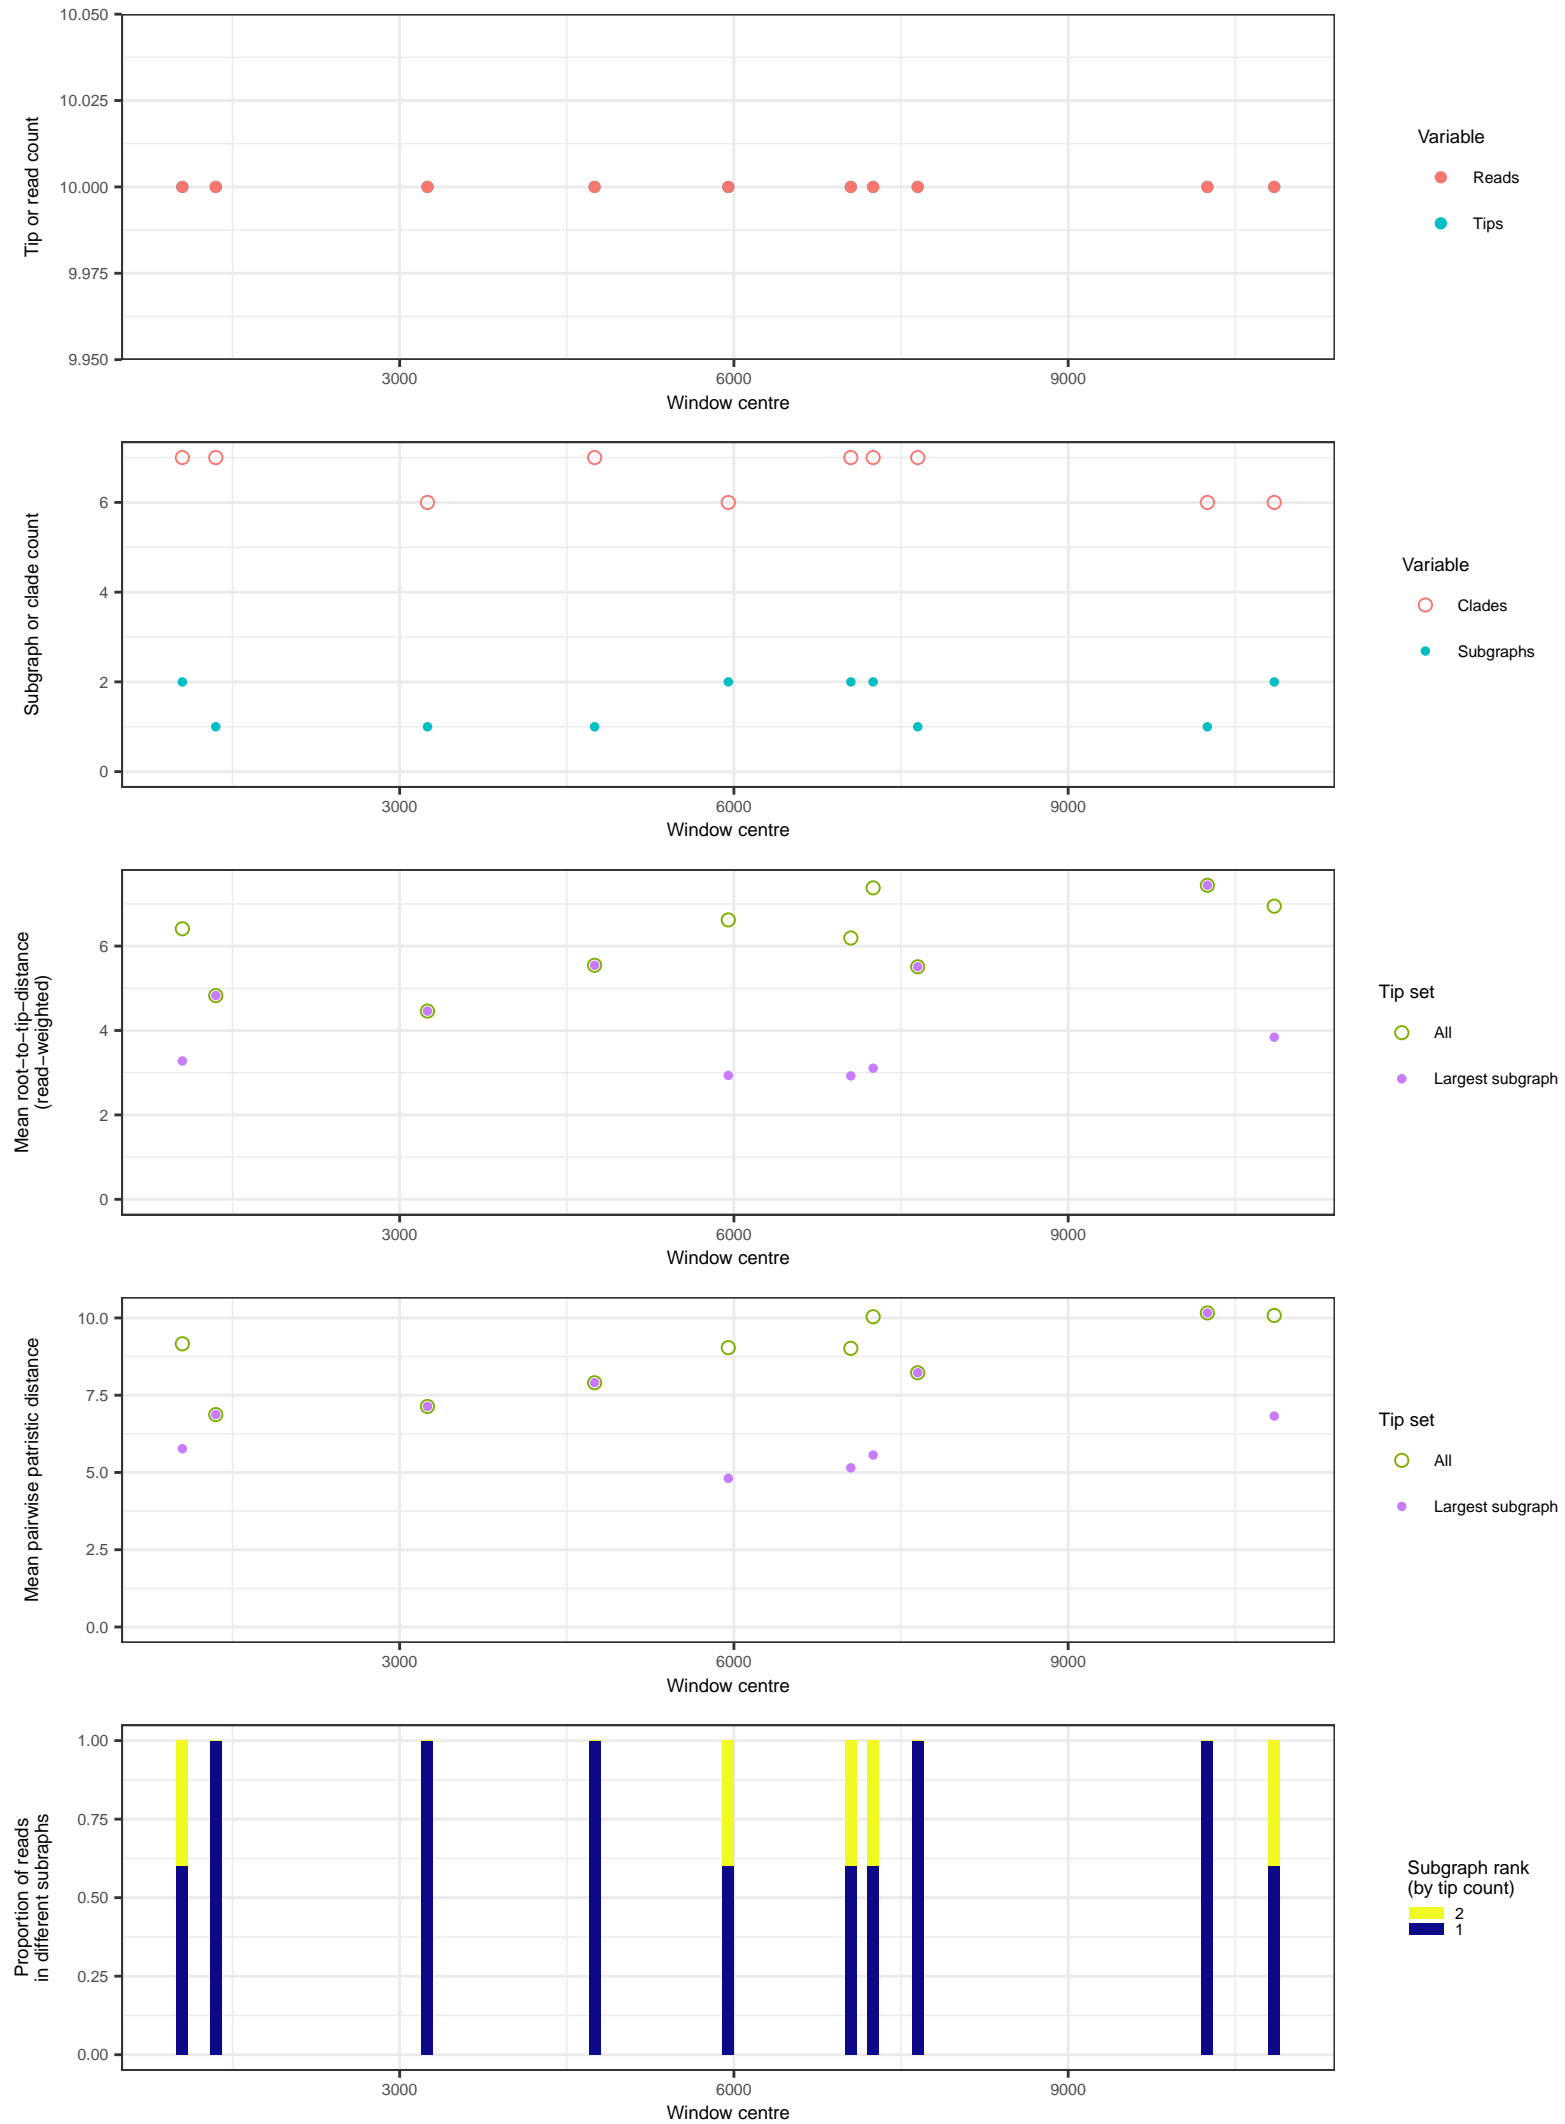 10.050
10.025
10.000
9.975
9.950
Tip or read count
3000
6000
9000
Window centre
Variable
Reads
Tips
6
4
2
0
Subgraph or clade count
3000
6000
9000
Window centre
Variable
Clades
Subgraphs
6
4
2
0
Mean root−to−tip−distance
(read−weighted)
3000
6000
9000
Window centre
Tip set
All
Largest subgraph
10.0
7.5
5.0
2.5
0.0
Mean pairwise patristic distance
3000
6000
9000
Window centre
Tip set
All
Largest subgraph
1.00
0.75
0.50
0.25
0.00
Proportion of reads
in different subraphs
3000
6000
9000
Window centre
Subgraph rank
(by tip count)
2
1